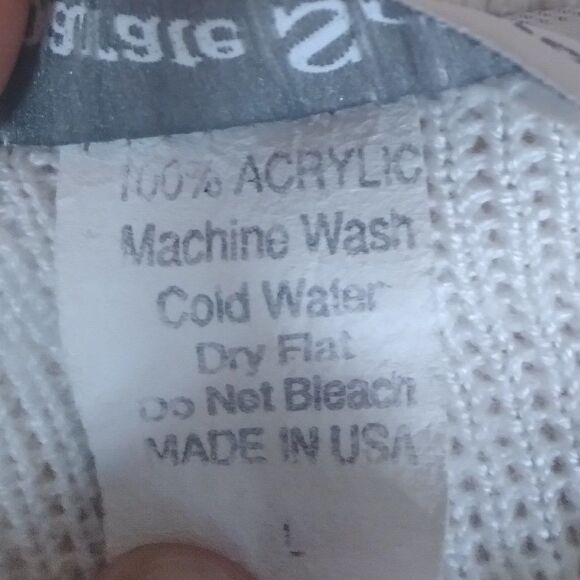 100% ACRYLIC
Machine Wash
Cold Water
Dry Flat
Do Not Bleach
MADE IN USA
L